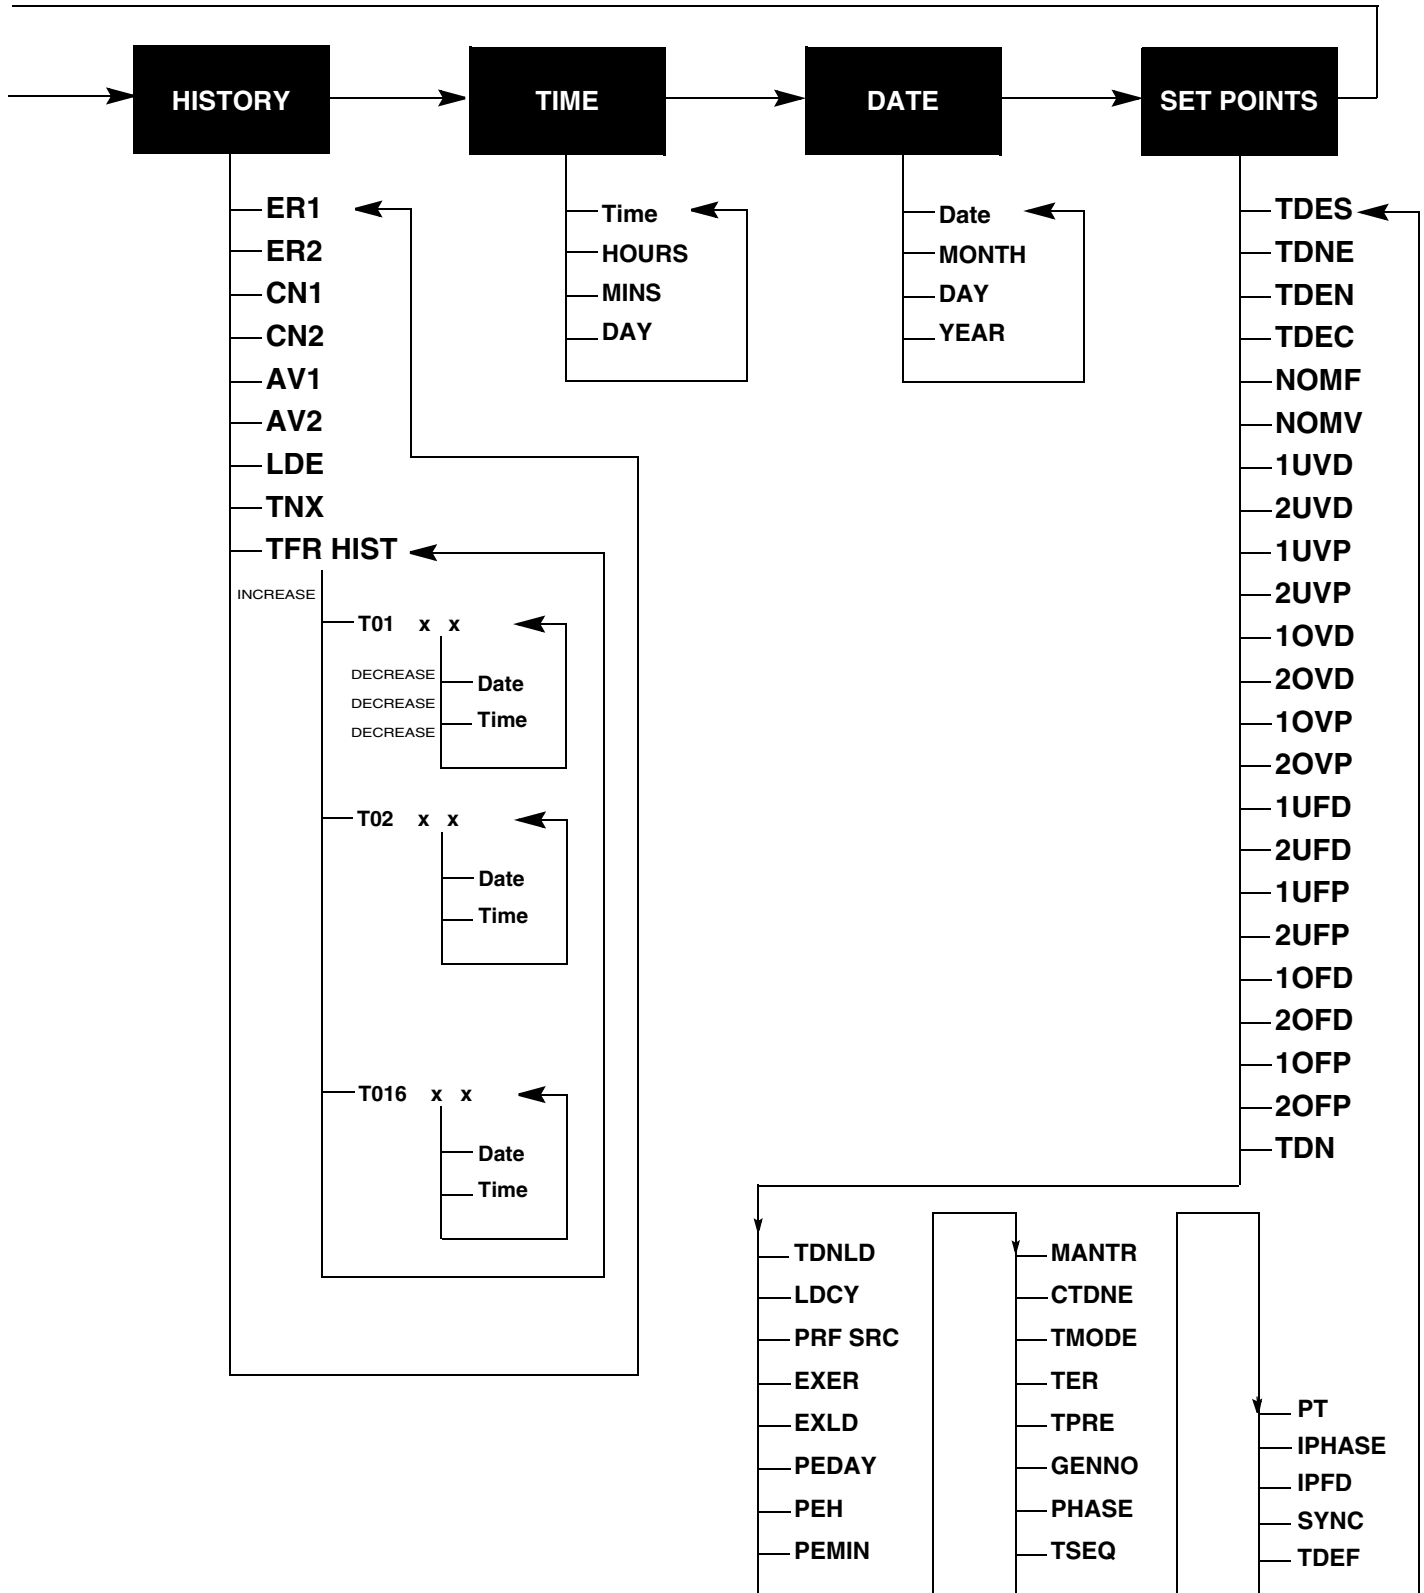 HISTORY
TIME
DATE
SET POINTS
ER1
ER2
CN1
CN2
AV1
AV2
LDE
TNX
TFR HIST
INCREASE
T01 x x
DECREASE
DECREASE
DECREASE
Date
Time
T02 x x
Date
Time
T016 x x
Date
Time
Time
HOURS
MINS
DAY
Date
MONTH
DAY
YEAR
TDES
TDNE
TDEN
TDEC
NOMF
NOMV
1UVD
2UVD
1UVP
2UVP
1OVD
2OVD
1OVP
2OVP
1UFD
2UFD
1UFP
2UFP
1OFD
2OFD
1OFP
2OFP
TDN
TDNLD
LDCY
PRF SRC
EXER
EXLD
PEDAY
PEH
PEMIN
MANTR
CTDNE
TMODE
TER
TPRE
GENNO
PHASE
TSEQ
PT
IPHASE
IPFD
SYNC
TDEF